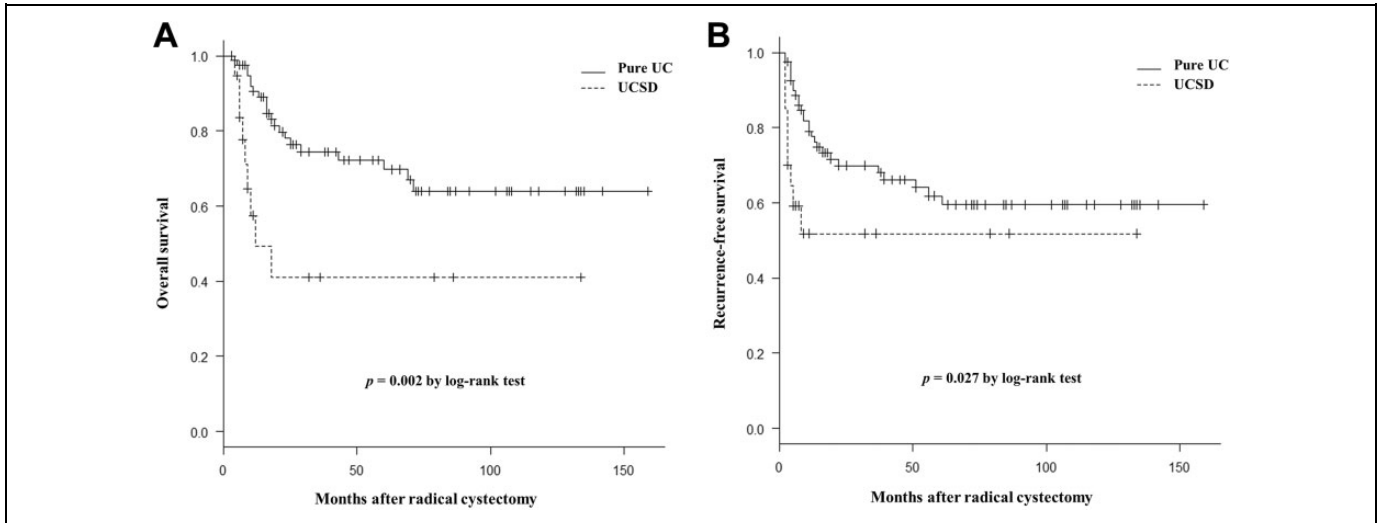 A
Overall survival
1.0
0.8
0.6
0.4
0.2
0.0
Pure UC
UCSD
p = 0.002 by log-rank test
0 50 100 150
Months after radical cystectomy
B
Recurrence-free survival
1.0
0.8
0.6
0.4
0.2
0.0
Pure UC
UCSD
p = 0.027 by log-rank test
0 50 100 150
Months after radical cystectomy